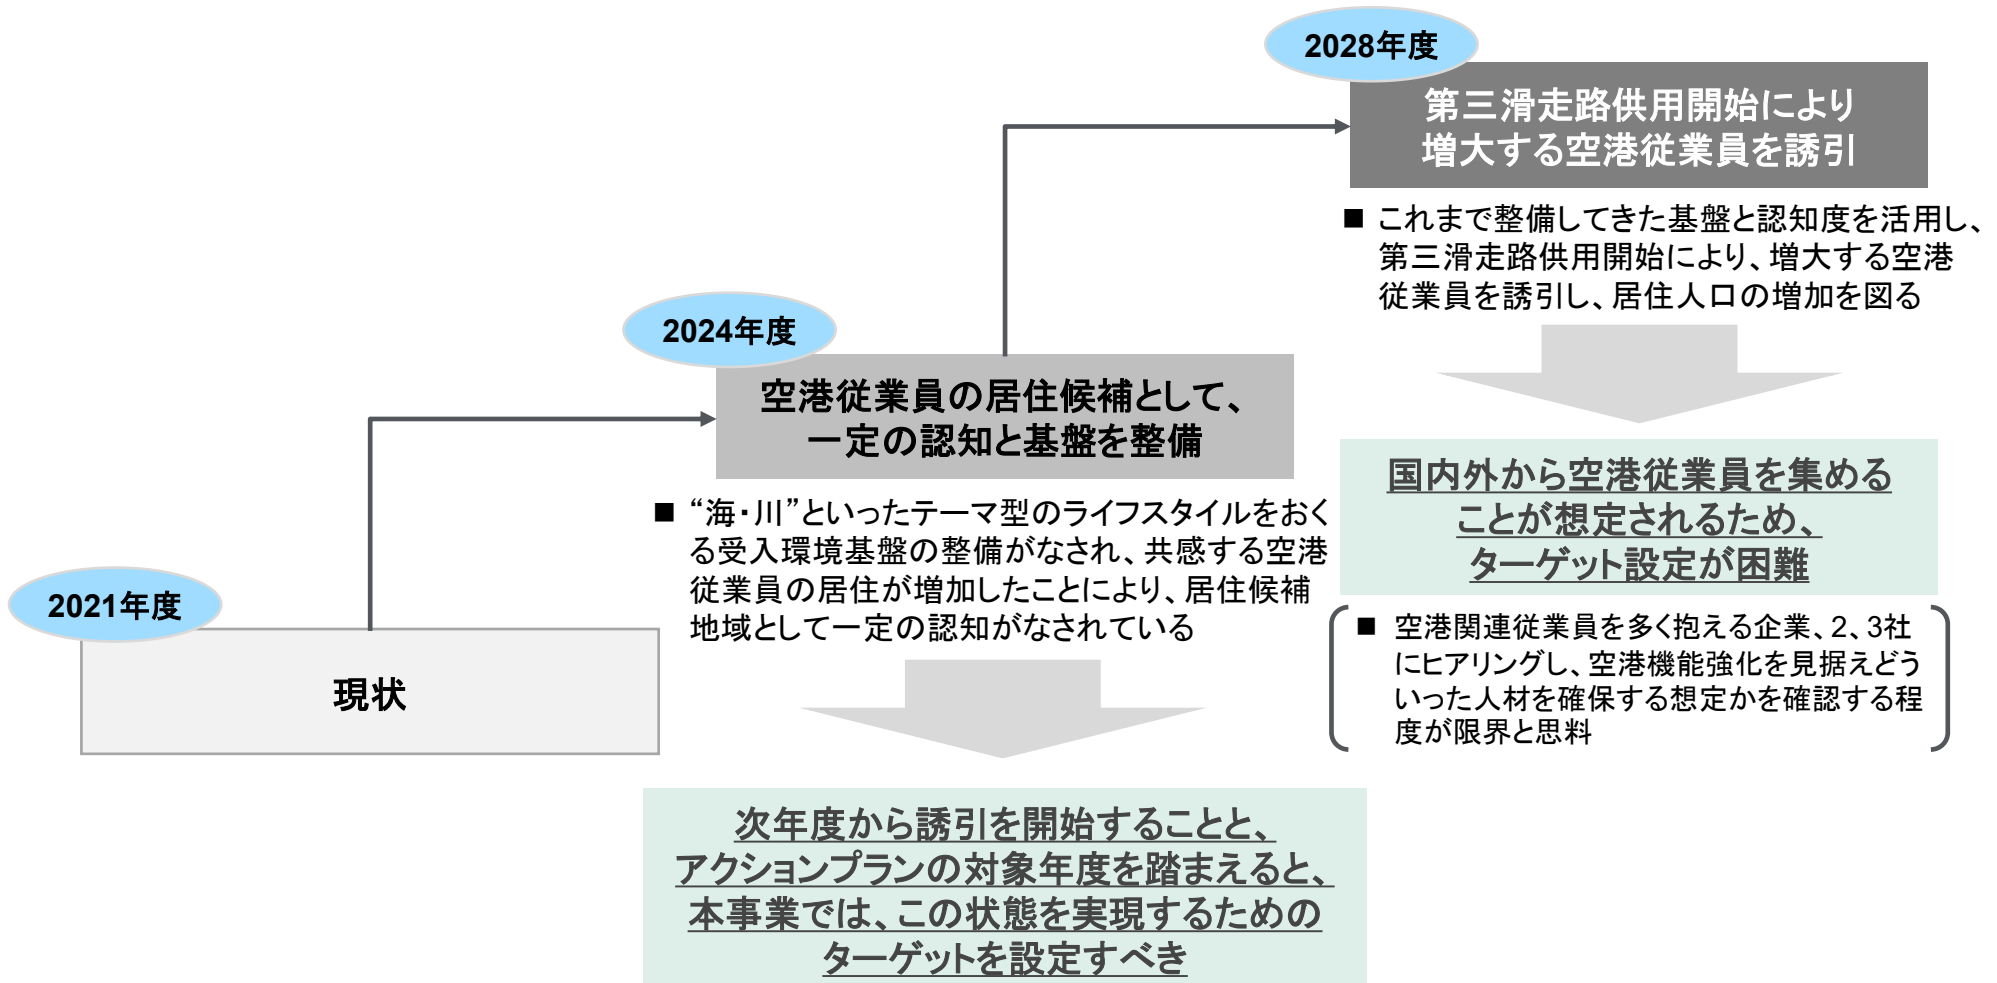 2021年度
現状
2024年度
空港従業員の居住候補として、
一定の認知と基盤を整備
■ “海・川”といったテーマ型のライフスタイルをおく
る受入環境基盤の整備がなされ、共感する空港
従業員の居住が増加したことにより、居住候補
地域として一定の認知がなされている
次年度から誘引を開始することと、
アクションプランの対象年度を踏まえると、
本事業では、この状態を実現するための
ターゲットを設定すべき
2028年度
第三滑走路供用開始により
増大する空港従業員を誘引
■ これまで整備してきた基盤と認知度を活用し、
第三滑走路供用開始により、増大する空港
従業員を誘引し、居住人口の増加を図る
国内外から空港従業員を集める
ことが想定されるため、
ターゲット設定が困難
■ 空港関連従業員を多く抱える企業、2、3社
にヒアリングし、空港機能強化を見据えどう
いった人材を確保する想定かを確認する程
度が限界と思料